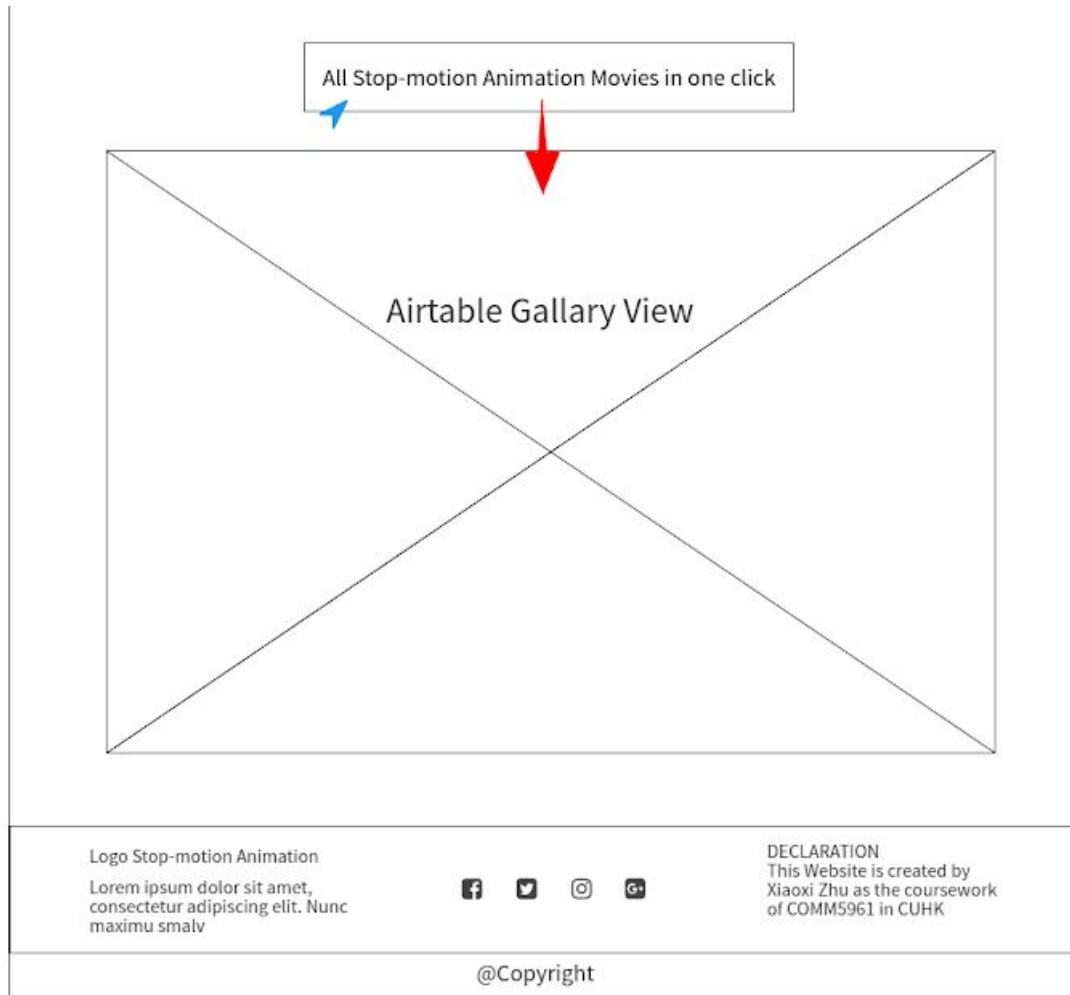 All Stop-motion Animation Movies in one click
Airtable Gallary View
Logo Stop-motion Animation
Lorem ipsum dolor sit amet,
consectetur adipiscing elit. Nunc
maximu smalv
DECLARATION
This Website is created by
Xiaoxi Zhu as the coursework
of COMM5961 in CUHK
@Copyright